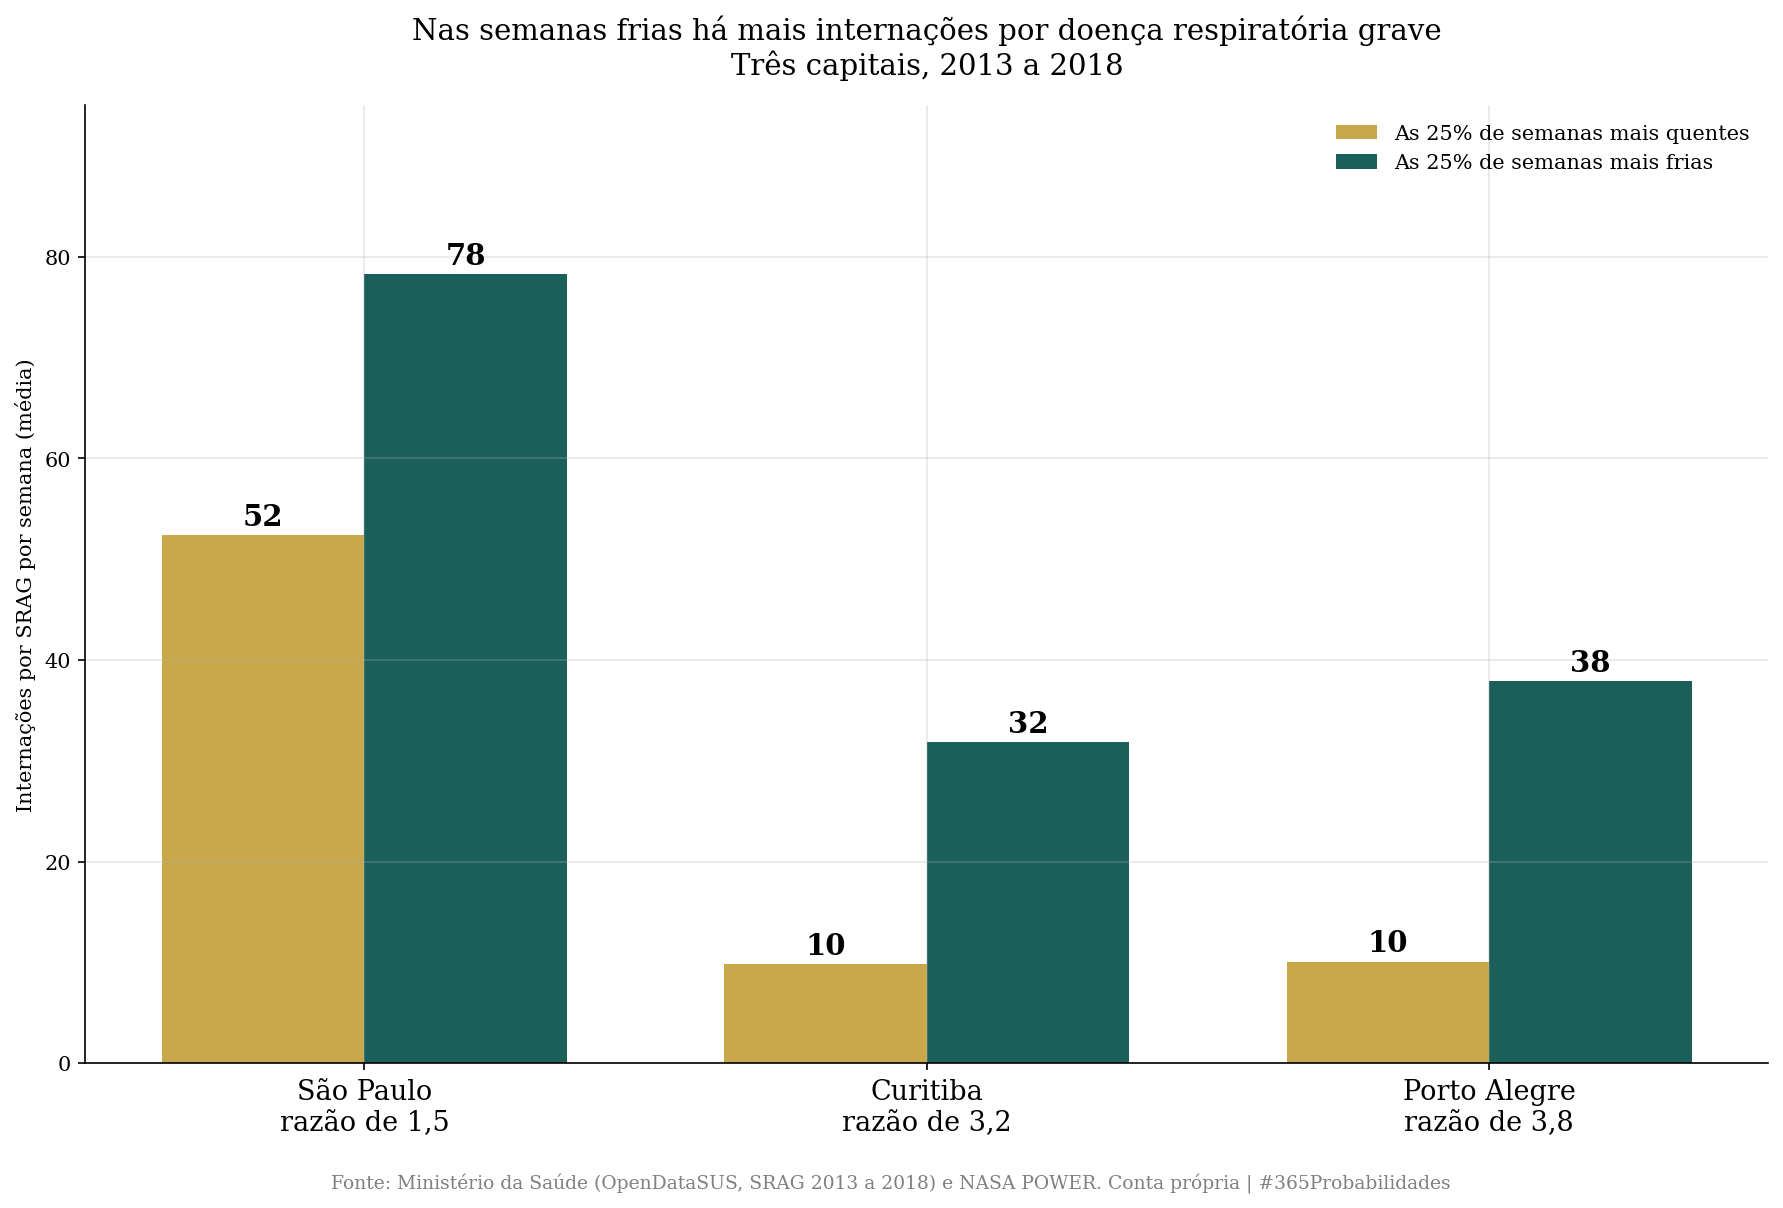 Nas semanas frias há mais internações por doença respiratória grave
Três capitais, 2013 a 2018
As 25% de semanas mais quentes
As 25% de semanas mais frias
Internações por SRAG por semana (média)
80
60
40
20
0
52
78
10
32
10
38
São Paulo
razão de 1,5
Curitiba
razão de 3,2
Porto Alegre
razão de 3,8
Fonte: Ministério da Saúde (OpenDataSUS, SRAG 2013 a 2018) e NASA POWER. Conta própria | #365Probabilidades